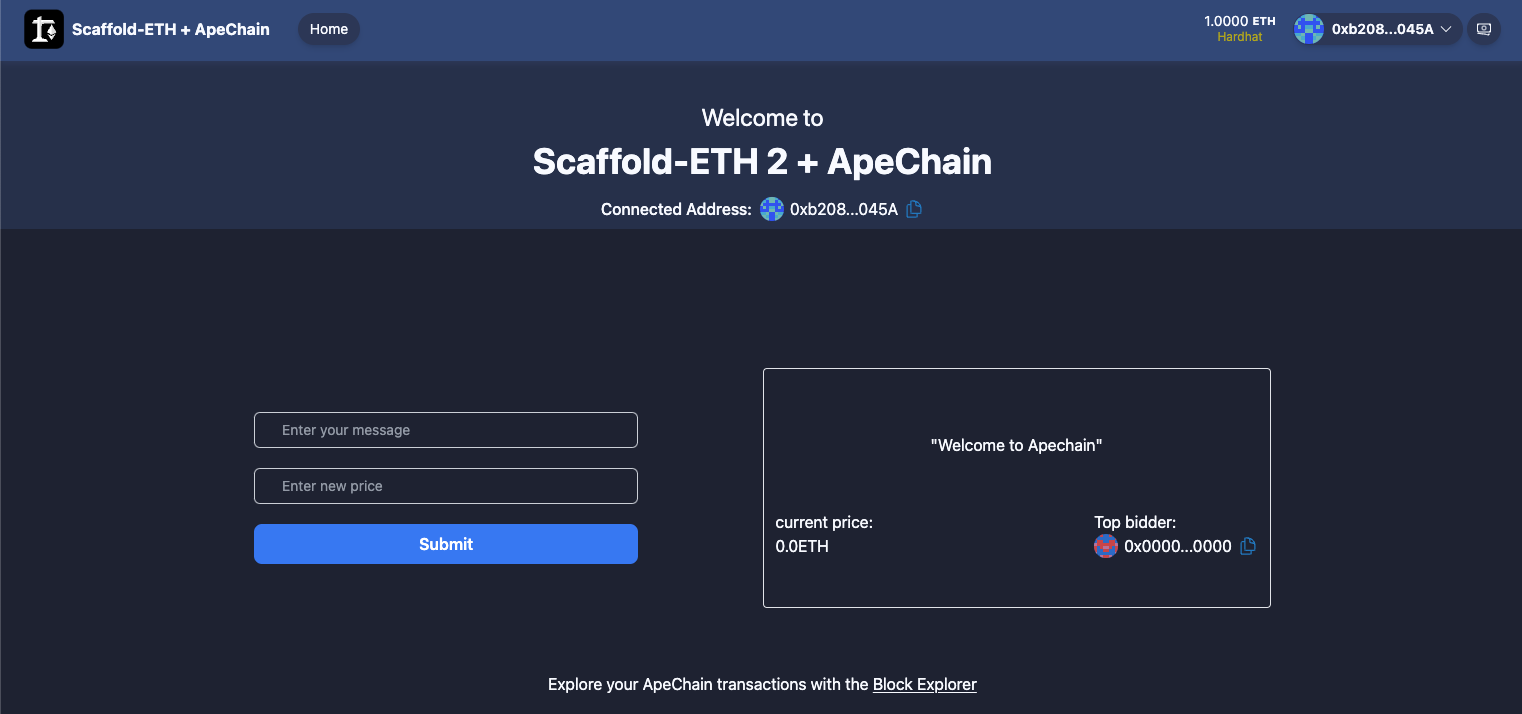 Scaffold-ETH + ApeChain
Home
1.0000 ETH
Hardhat
0xb208...045A
Welcome to
Scaffold-ETH 2 + ApeChain
Connected Address: 0xb208...045A
Enter your message
Enter new price
Submit
"Welcome to Apechain"
current price:
0.0ETH
Top bidder:
0x0000...0000
Explore your ApeChain transactions with the Block Explorer